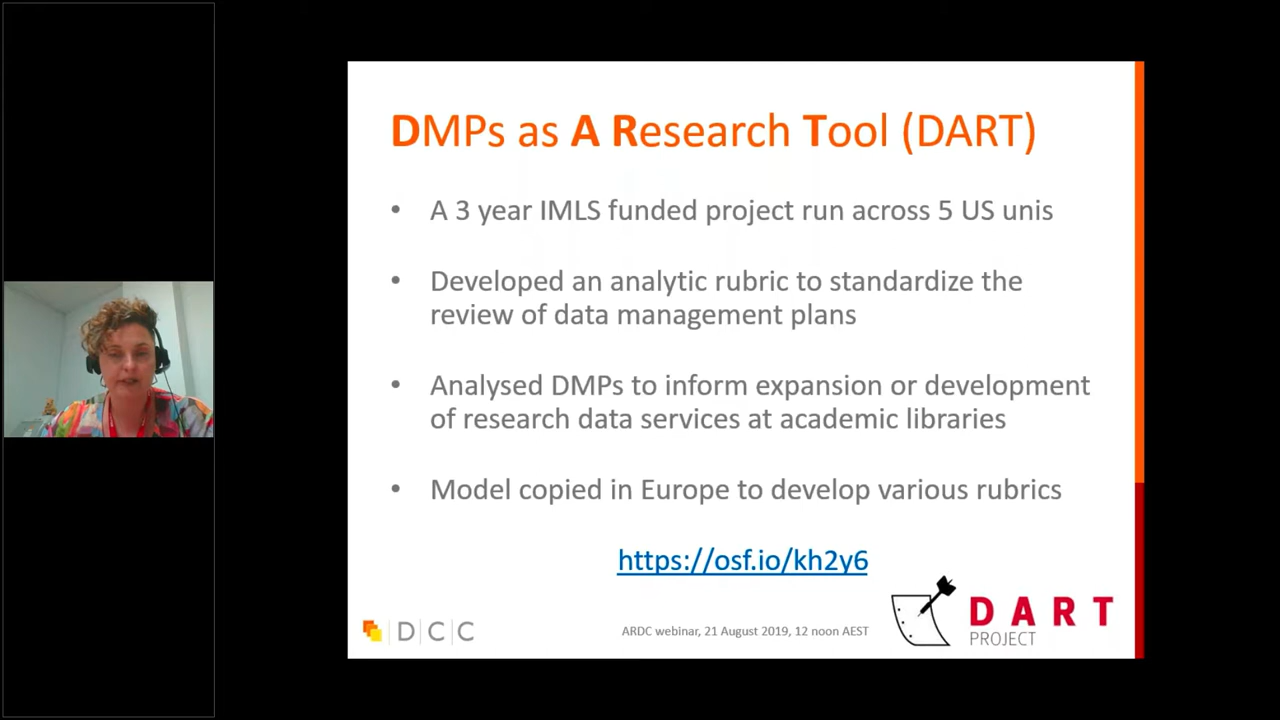 DMPs as A Research Tool (DART)
• A 3 year IMLS funded project run across 5 US unis
• Developed an analytic rubric to standardize the
review of data management plans
• Analysed DMPs to inform expansion or development
of research data services at academic libraries
• Model copied in Europe to develop various rubrics
https://osf.io/kh2y6
DCC
ARDC webinar, 21 August 2019, 12 noon AEST
DART
PROJECT